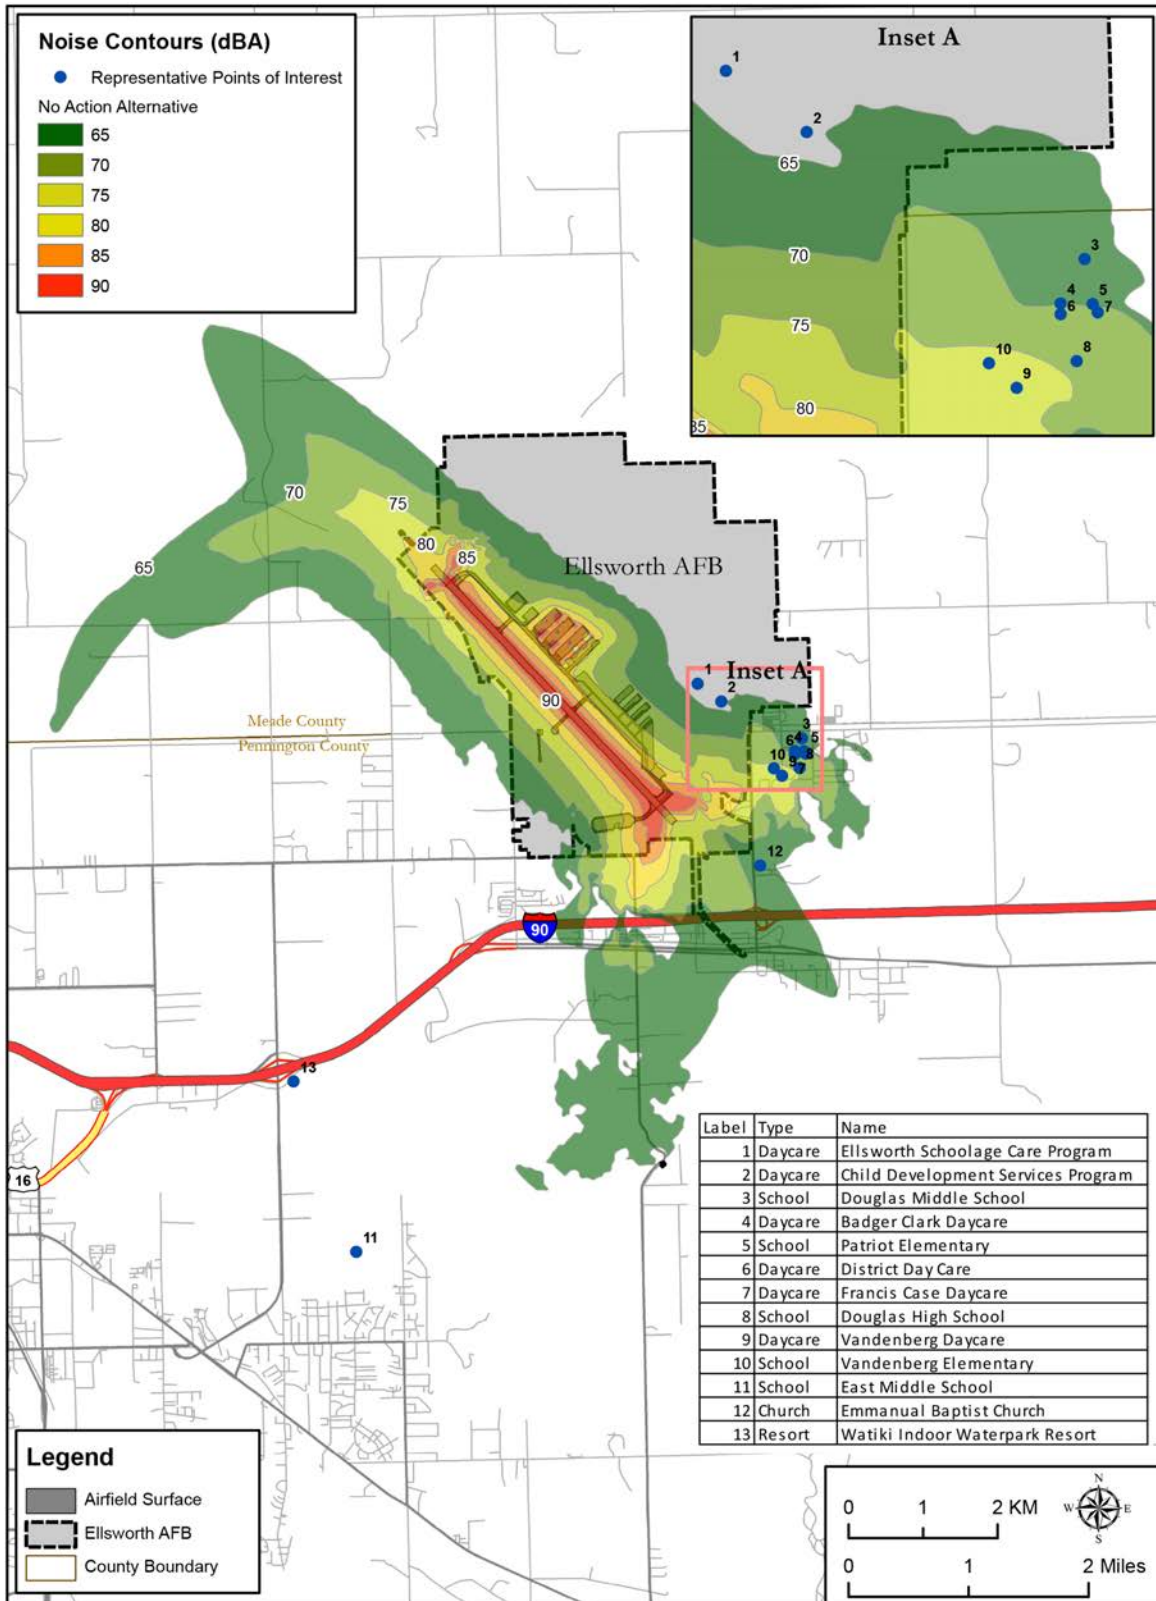 Noise Contours (dBA)
Representative Points of Interest
No Action Alternative
65
70
75
80
85
90
Inset A
1
2
65
70
75
80
85
3
4
5
6
7
8
9
10
70
75
80
85
65
90
Ellsworth AFB
Inset A
1
2
3
4
5
6
8
10
9
7
12
Meade County
Pennington County
90
13
16
11
Label Type Name
1 Daycare Ellsworth Schoolage Care Program
2 Daycare Child Development Services Program
3 School Douglas Middle School
4 Daycare Badger Clark Daycare
5 School Patriot Elementary
6 Daycare District Day Care
7 Daycare Francis Case Daycare
8 School Douglas High School
9 Daycare Vandenberg Daycare
10 School Vandenberg Elementary
11 School East Middle School
12 Church Emmanual Baptist Church
13 Resort Watiki Indoor Waterpark Resort
Legend
Airfield Surface
Ellsworth AFB
County Boundary
0 1 2 KM
0 1 2 Miles
N
W E
S